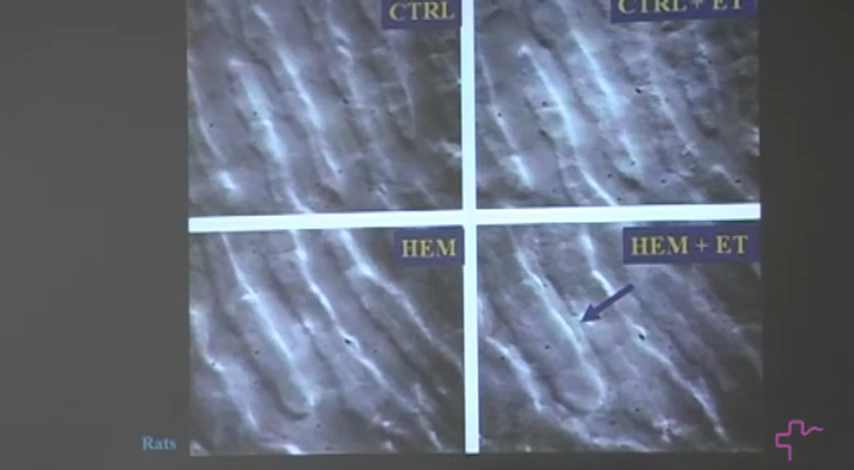 CTRL
CTRL + ET
HEM
HEM + ET
Rats